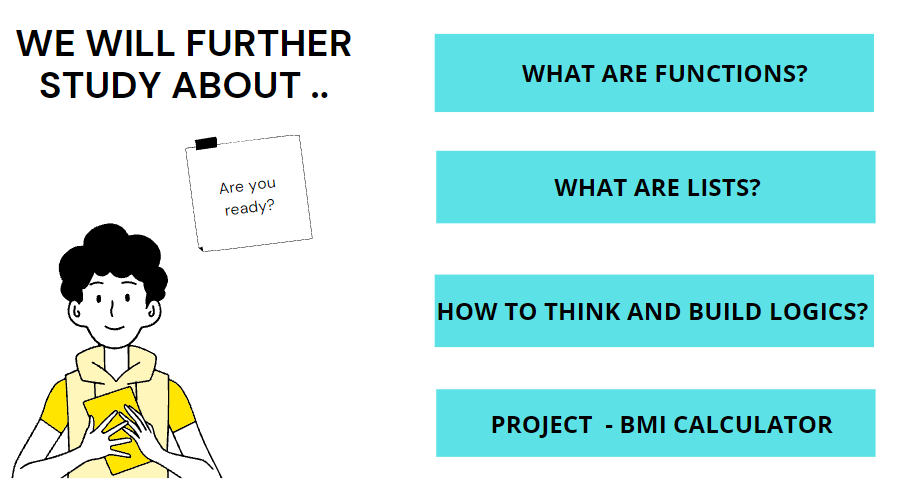 WE WILL FURTHER
STUDY ABOUT ..
Are you
ready?
WHAT ARE FUNCTIONS?
WHAT ARE LISTS?
HOW TO THINK AND BUILD LOGICS?
PROJECT - BMI CALCULATOR